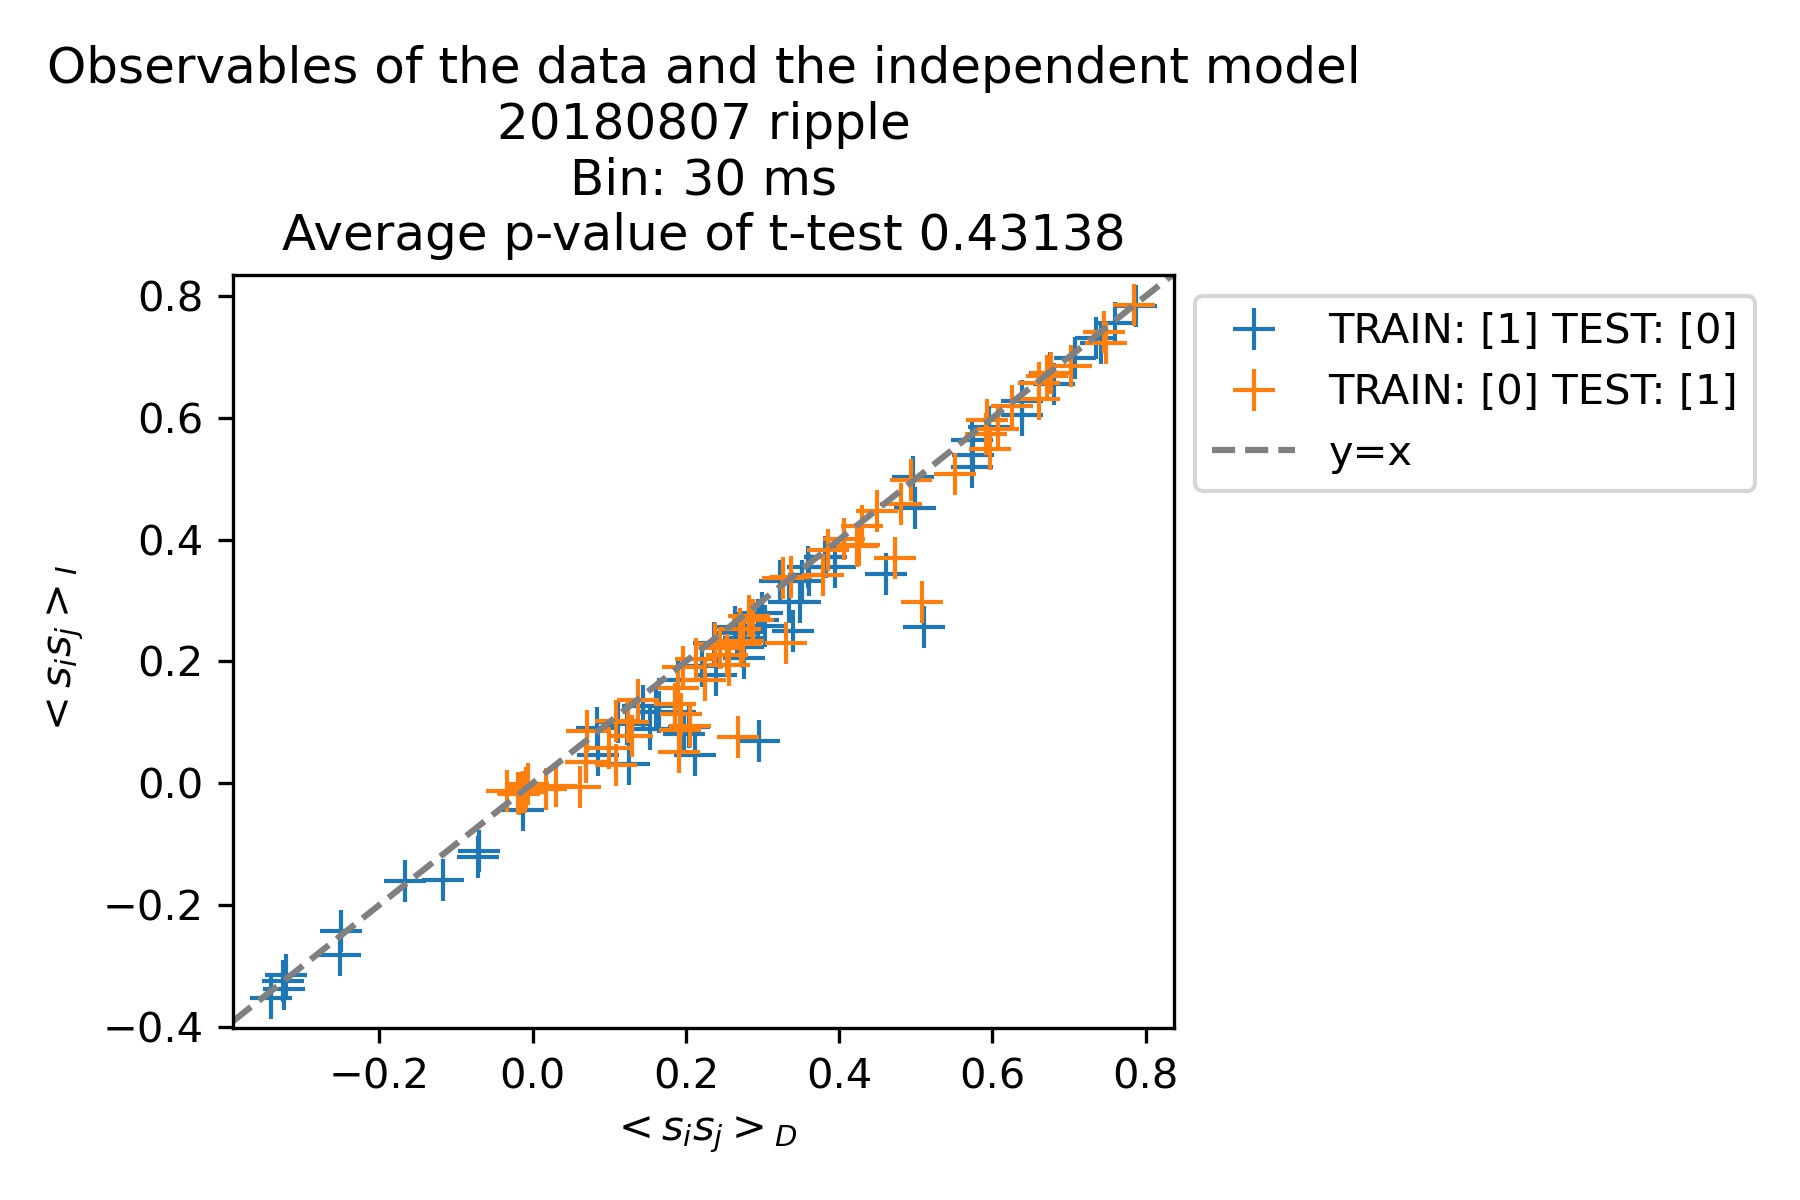 Observables of the data and the independent model
20180807 ripple
Bin: 30 ms
Average p-value of t-test 0.43138
0.8
0.6
0.4
0.2
0.0
−0.2
−0.4
< s_i s_j >_I
−0.2 0.0 0.2 0.4 0.6 0.8
< s_i s_j >_D
TRAIN: [1] TEST: [0]
TRAIN: [0] TEST: [1]
y=x